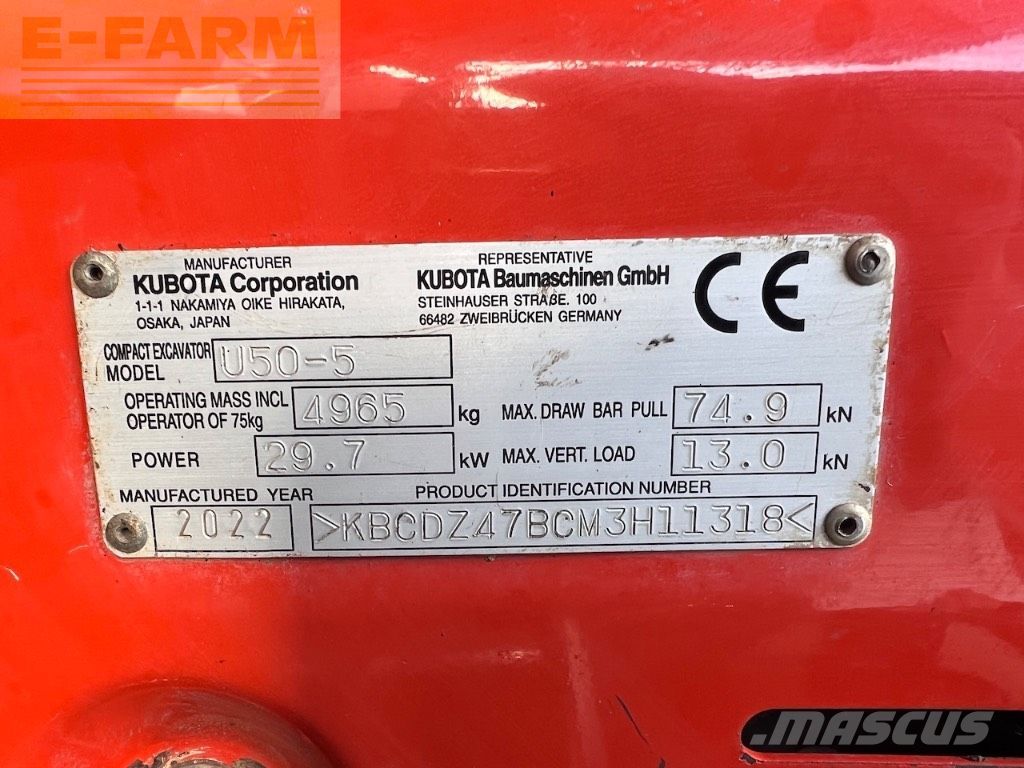 E-FARM
MANUFACTURER
KUBOTA Corporation
1-1-1 NAKAMIYA OIKE HIRAKATA,
OSAKA, JAPAN
REPRESENTATIVE
KUBOTA Baumaschinen GmbH
STEINHAUSER STRAßE. 100
66482 ZWEIBRÜCKEN GERMANY
CE
COMPACT EXCAVATOR
MODEL U50-5
OPERATING MASS INCL
OPERATOR OF 75kg 4965 kg
MAX. DRAW BAR PULL 74.9 kN
POWER 29.7 kW
MAX. VERT. LOAD 13.0 kN
MANUFACTURED YEAR
2022
PRODUCT IDENTIFICATION NUMBER
>KBCDZ47BCM3H11318<
MASCUS